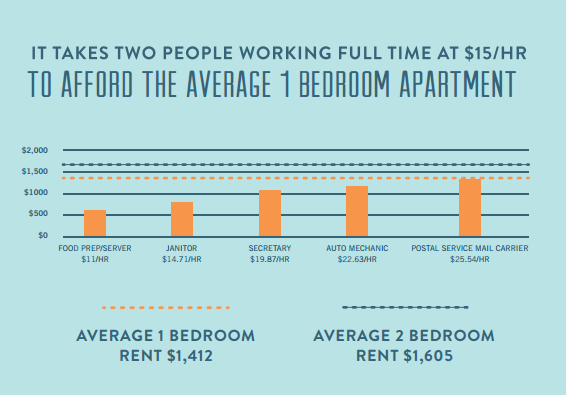 IT TAKES TWO PEOPLE WORKING FULL TIME AT $15/HR
TO AFFORD THE AVERAGE 1 BEDROOM APARTMENT
$2,000
$1,500
$1000
$500
$0
FOOD PREP/SERVER
$11/HR
JANITOR
$14.71/HR
SECRETARY
$19.87/HR
AUTO MECHANIC
$22.63/HR
POSTAL SERVICE MAIL CARRIER
$25.54/HR
AVERAGE 1 BEDROOM
RENT $1,412
AVERAGE 2 BEDROOM
RENT $1,605